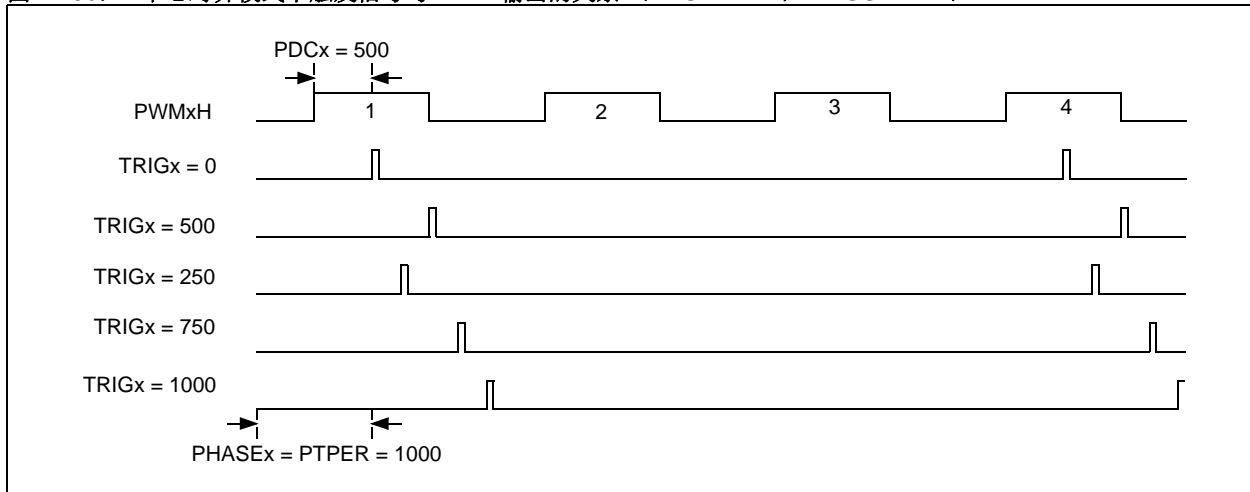 PDCx = 500
PWMxH
1
2
3
4
TRIGx = 0
TRIGx = 500
TRIGx = 250
TRIGx = 750
TRIGx = 1000
PHASEx = PTPER = 1000